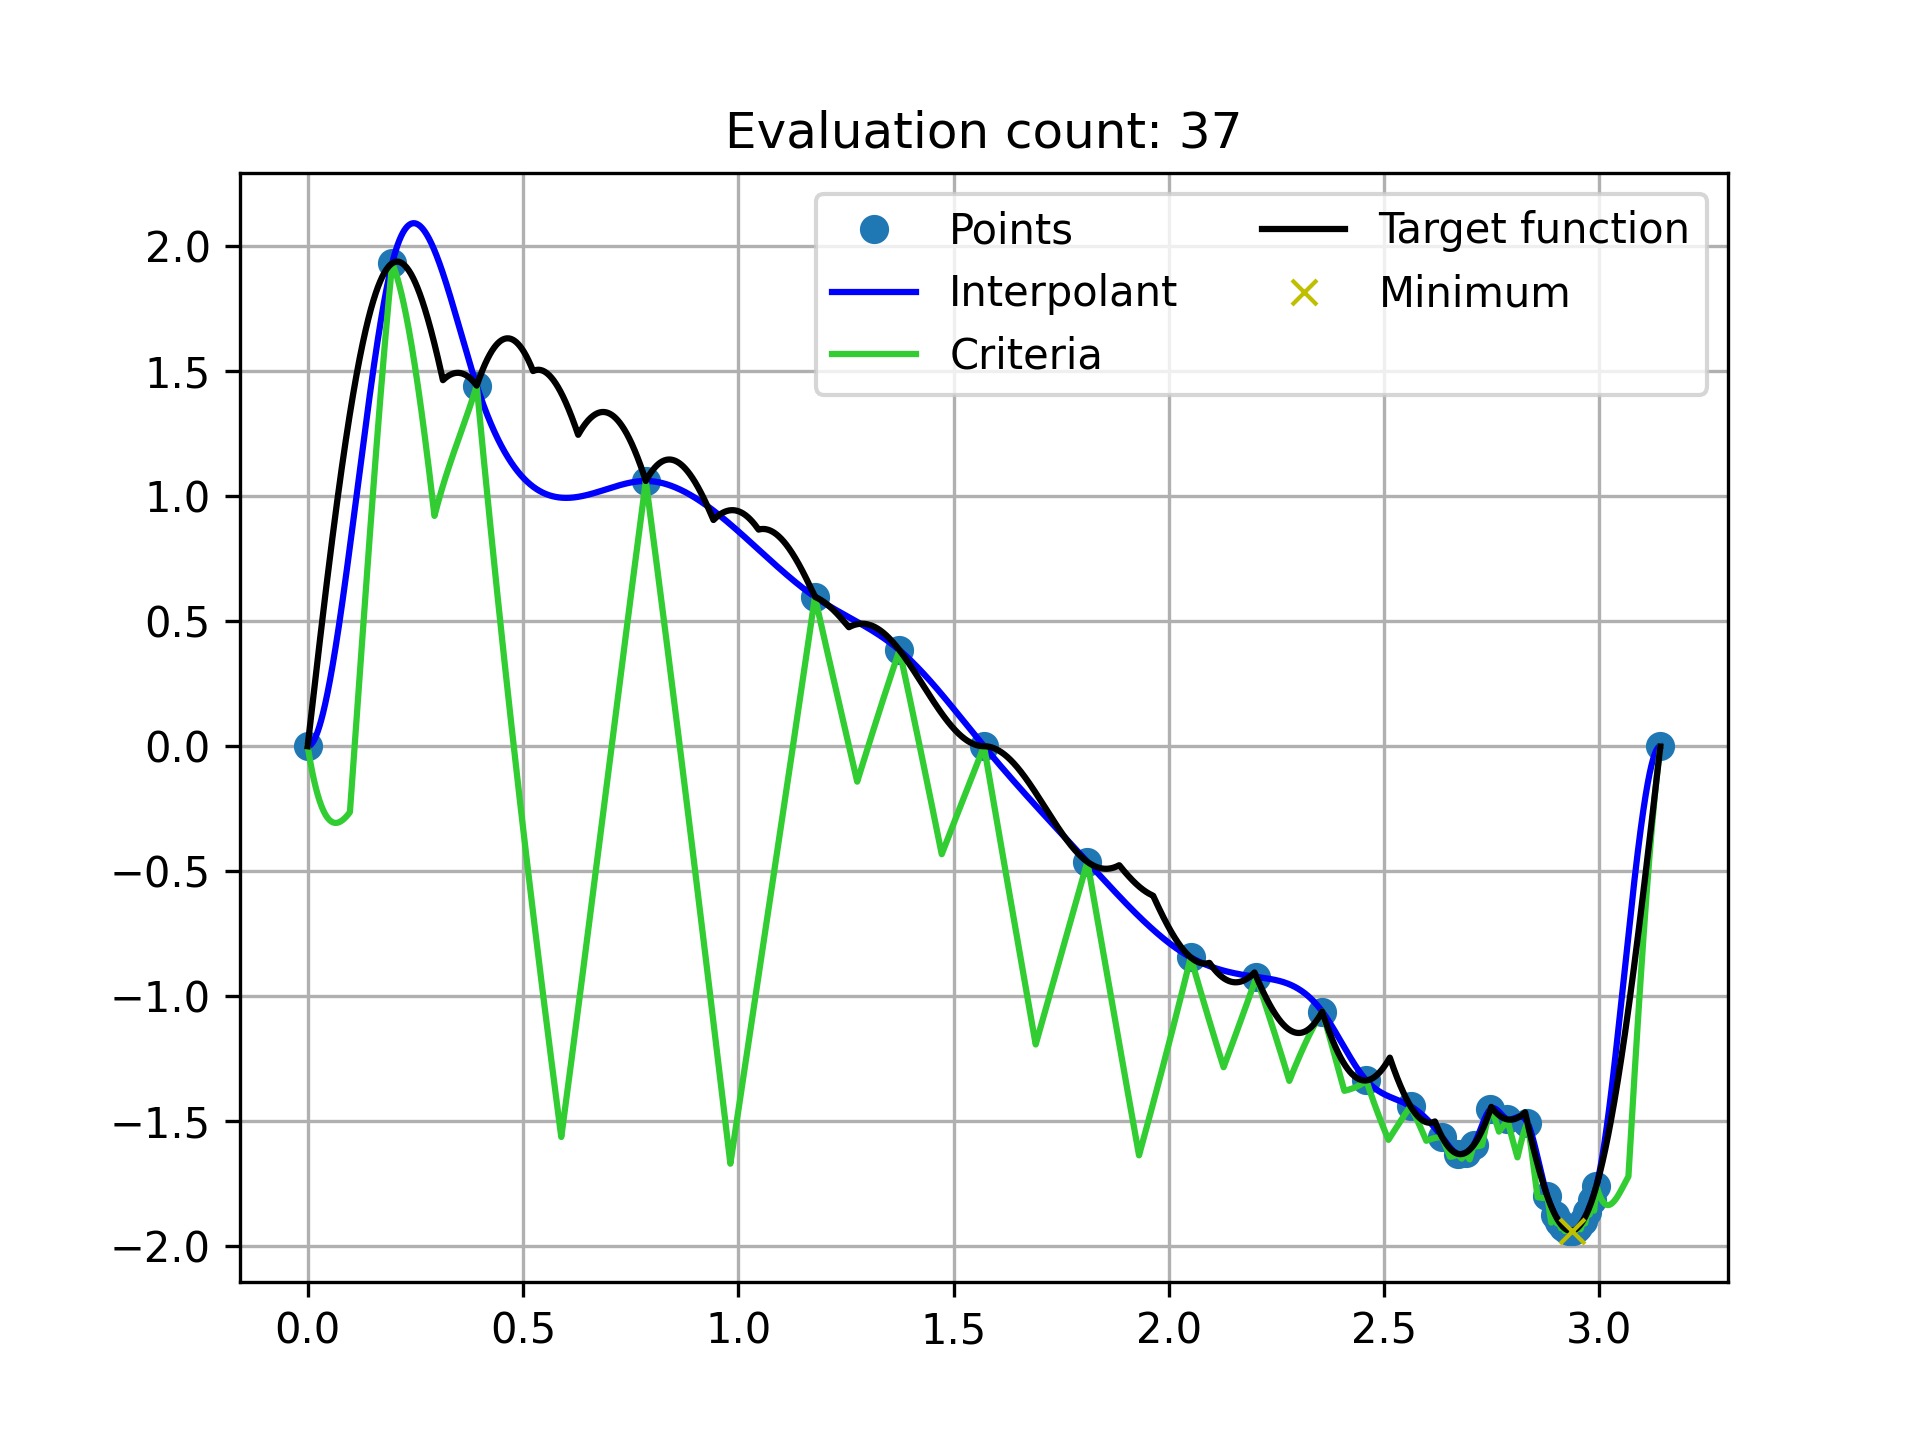 Evaluation count: 37
Points
Interpolant
Criteria
Target function
Minimum
2.0
1.5
1.0
0.5
0.0
−0.5
−1.0
−1.5
−2.0
0.0 0.5 1.0 1.5 2.0 2.5 3.0